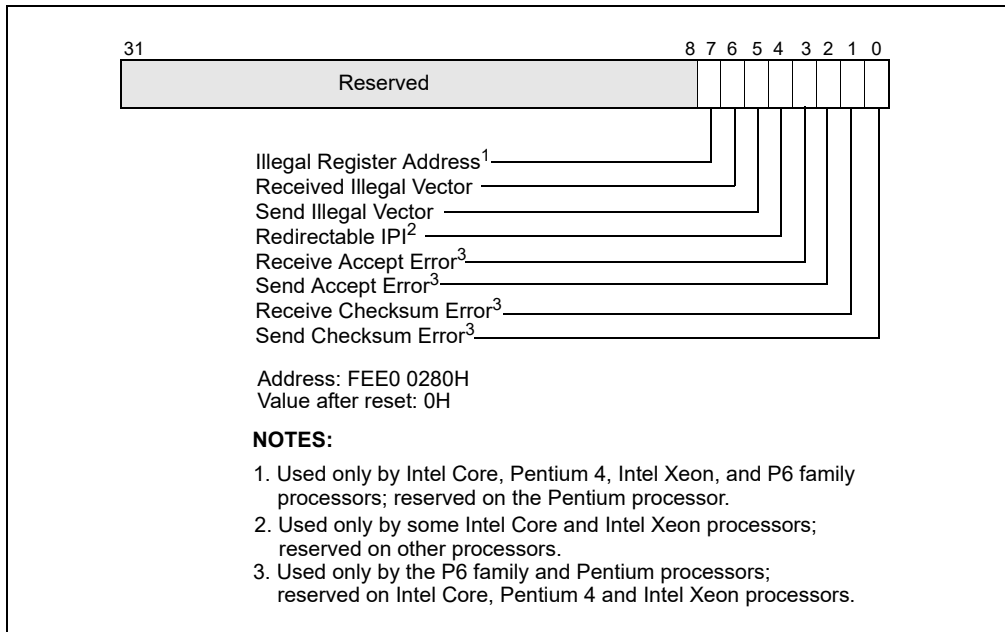 31 8 7 6 5 4 3 2 1 0
Reserved
Illegal Register Address1
Received Illegal Vector
Send Illegal Vector
Redirectable IPI2
Receive Accept Error3
Send Accept Error3
Receive Checksum Error3
Send Checksum Error3
Address: FEE0 0280H
Value after reset: 0H
NOTES:
1. Used only by Intel Core, Pentium 4, Intel Xeon, and P6 family
processors; reserved on the Pentium processor.
2. Used only by some Intel Core and Intel Xeon processors;
reserved on other processors.
3. Used only by the P6 family and Pentium processors;
reserved on Intel Core, Pentium 4 and Intel Xeon processors.